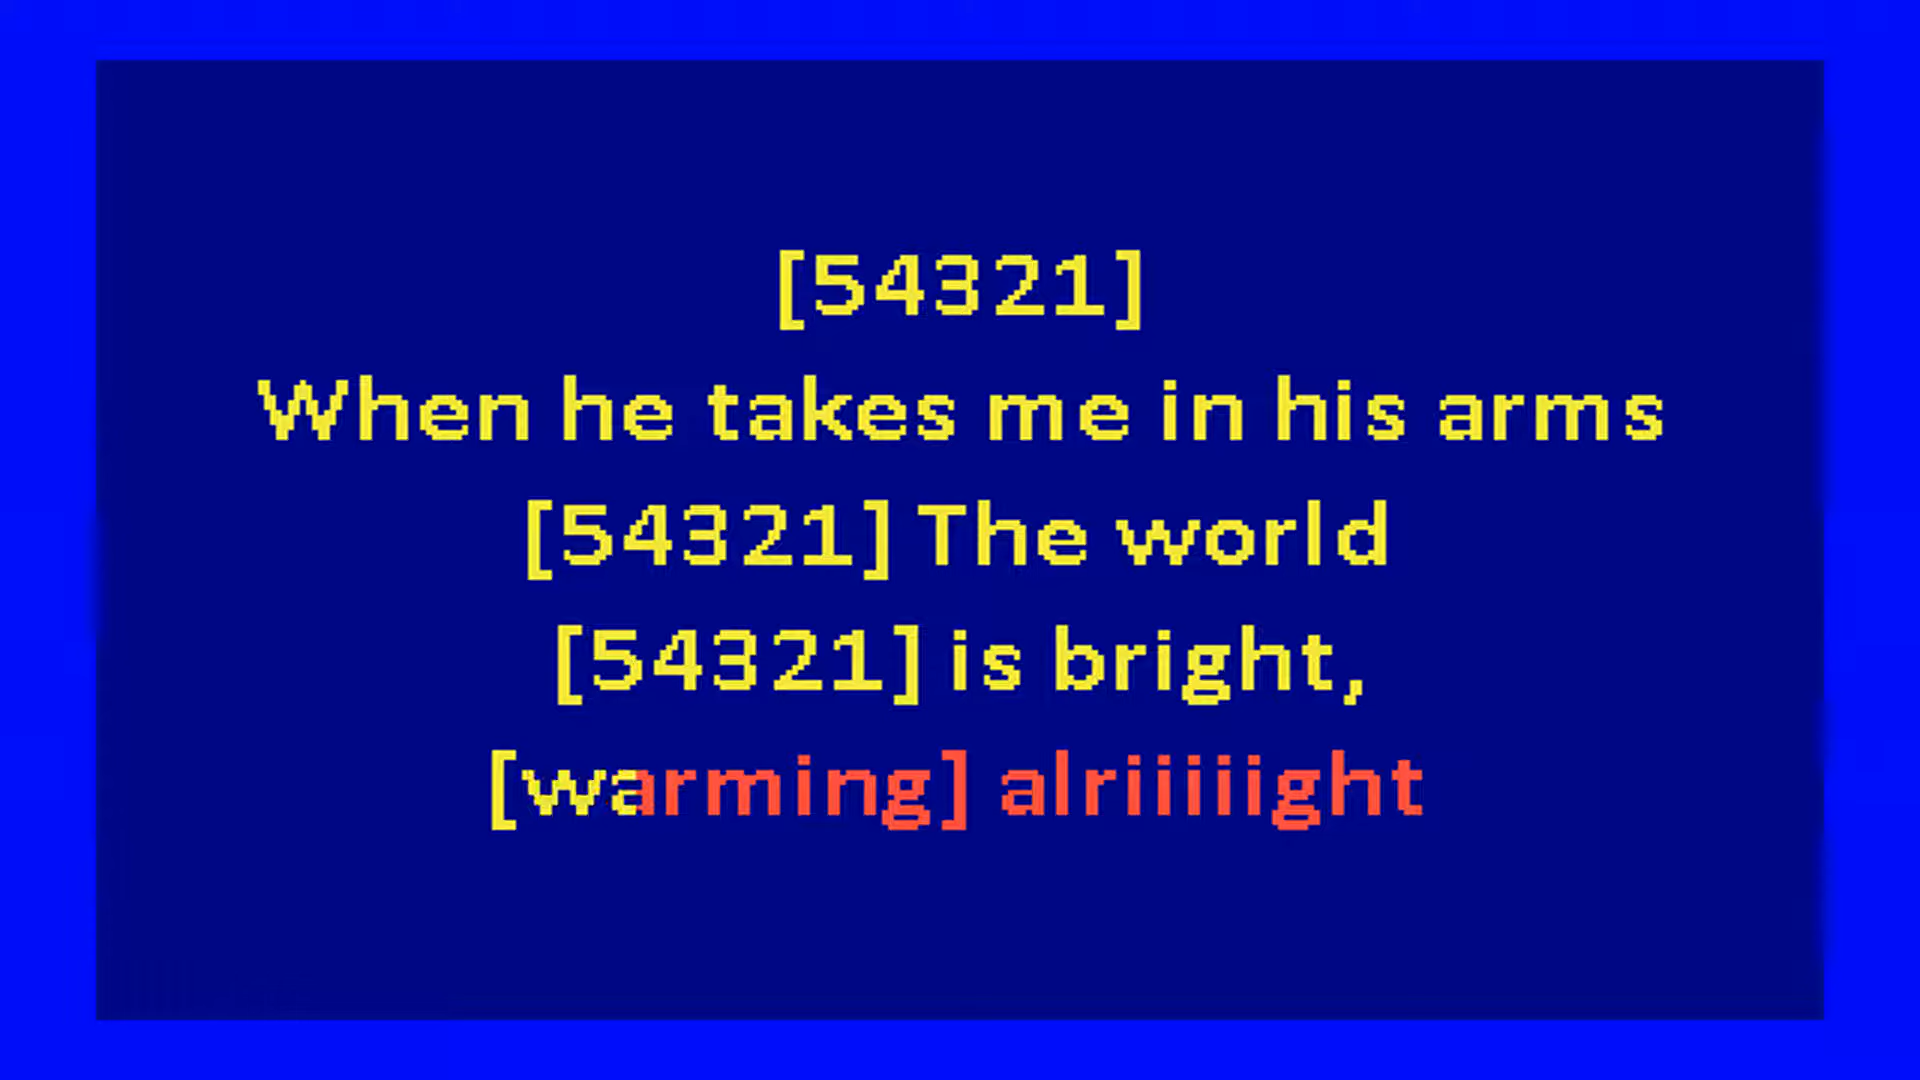 [54321]
When he takes me in his arms
[54321] The world
[54321] is bright,
[warming] alriiiiight